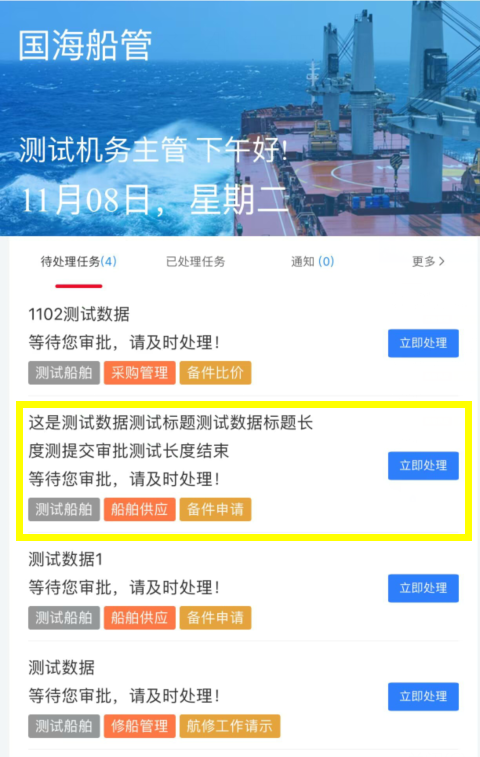 国海船管
测试机务主管 下午好!
11月08日，星期二
待处理任务(4) 已处理任务 通知 (0) 更多
1102测试数据
等待您审批，请及时处理！
立即处理
测试船舶 采购管理 备件比价
这是测试数据测试标题测试数据标题长
度测提交审批测试长度结束
等待您审批，请及时处理！
立即处理
测试船舶 船舶供应 备件申请
测试数据1
等待您审批，请及时处理！
立即处理
测试船舶 船舶供应 备件申请
测试数据
等待您审批，请及时处理！
立即处理
测试船舶 修船管理 航修工作请示